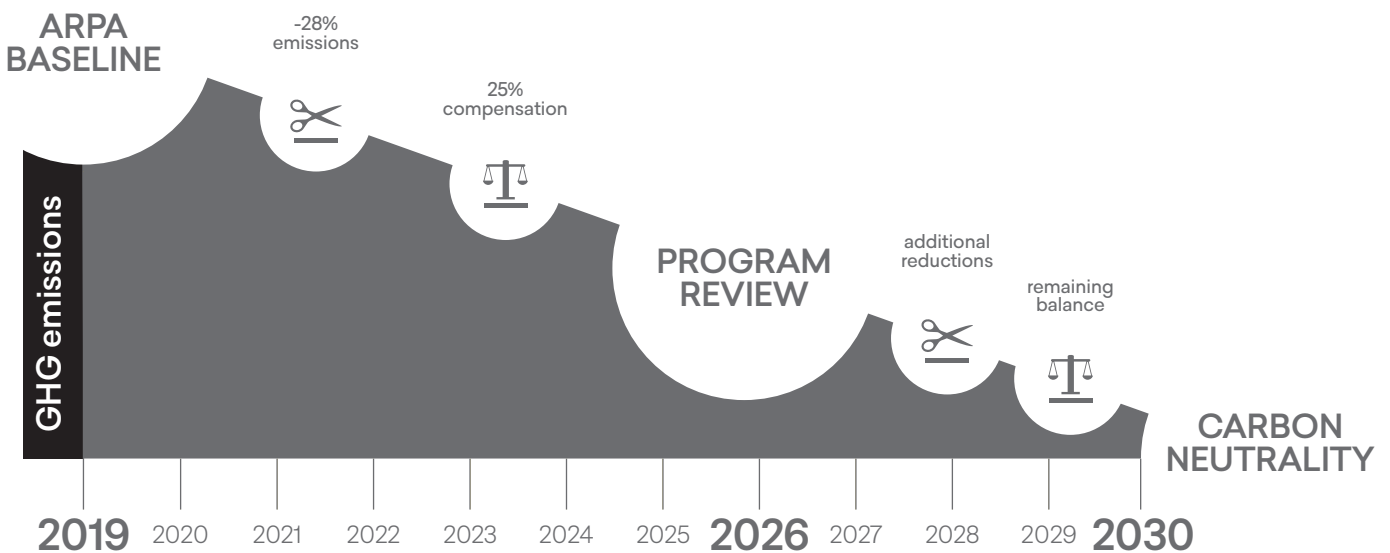 ARPA
BASELINE
-28%
emissions
25%
compensation
PROGRAM
REVIEW
additional
reductions
remaining
balance
CARBON
NEUTRALITY
GHG emissions
2019 2020 2021 2022 2023 2024 2025 2026 2027 2028 2029 2030